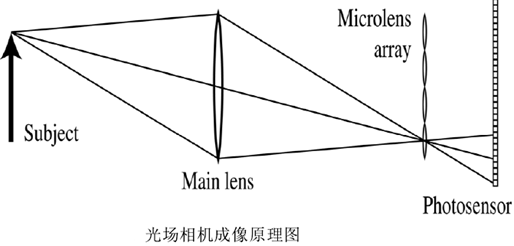 Microlens
array
Subject
Main lens
Photosensor
光场相机成像原理图